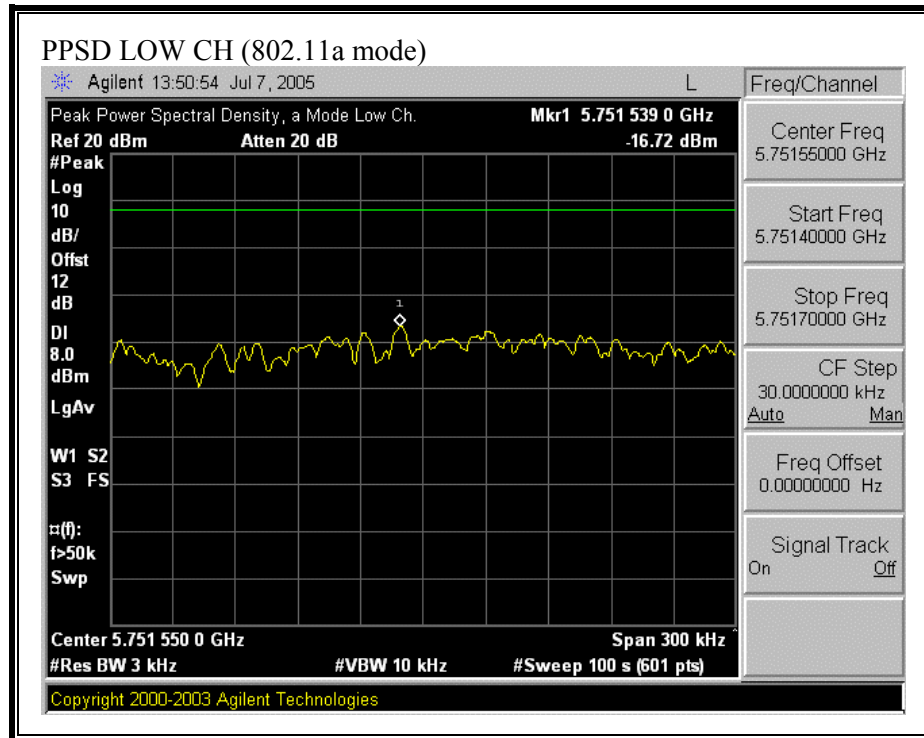 PPSD LOW CH (802.11a mode)
Agilent 13:50:54 Jul 7, 2005
L
Freq/Channel
Peak Power Spectral Density, a Mode Low Ch.
Mkr1 5.751 539 0 GHz
Ref 20 dBm
Atten 20 dB
-16.72 dBm
#Peak
Log
10
dB/
Offst
12
dB
DI
8.0
dBm
LgAv
W1 S2
S3 FS
¤(f):
f>50k
Swp
1
Center 5.751 550 0 GHz
Span 300 kHz
#Res BW 3 kHz
#VBW 10 kHz
#Sweep 100 s (601 pts)
Center Freq
5.75155000 GHz
Start Freq
5.75140000 GHz
Stop Freq
5.75170000 GHz
CF Step
30.0000000 kHz
Auto Man
Freq Offset
0.00000000 Hz
Signal Track
On Off
Copyright 2000-2003 Agilent Technologies